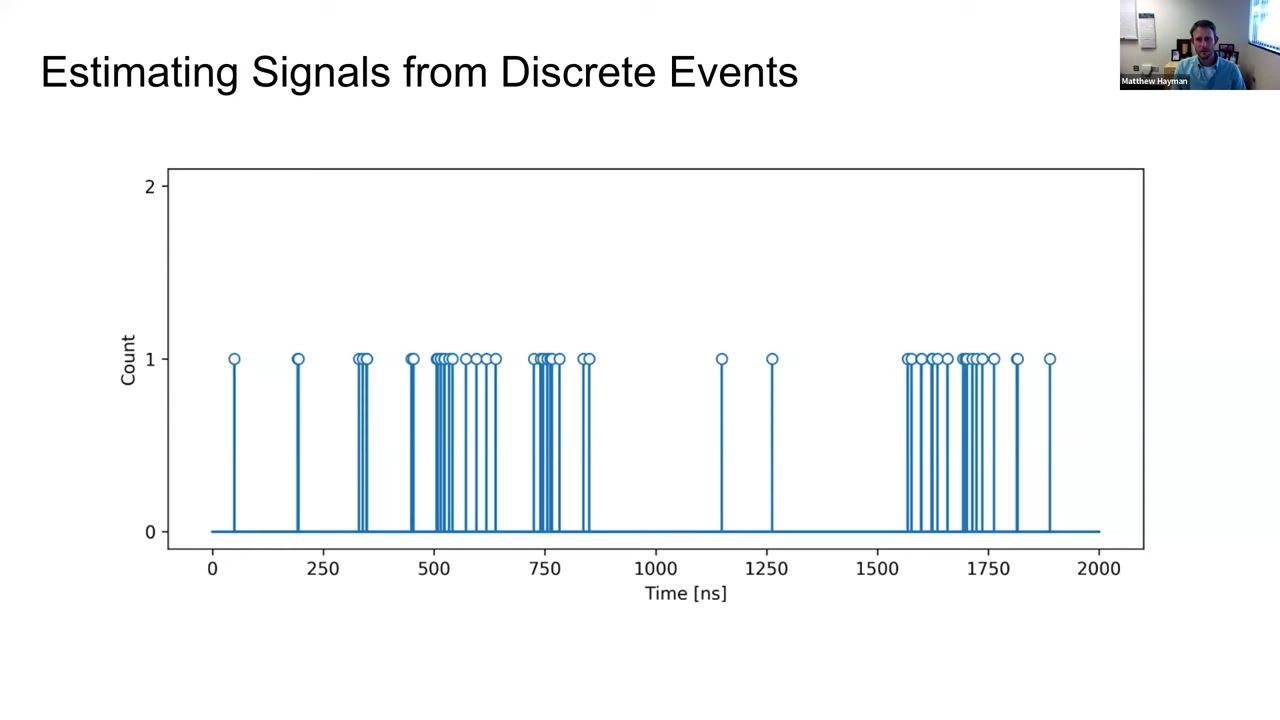 Estimating Signals from Discrete Events
Matthew Hayman
2
1
0
Count
0 250 500 750 1000 1250 1500 1750 2000
Time [ns]